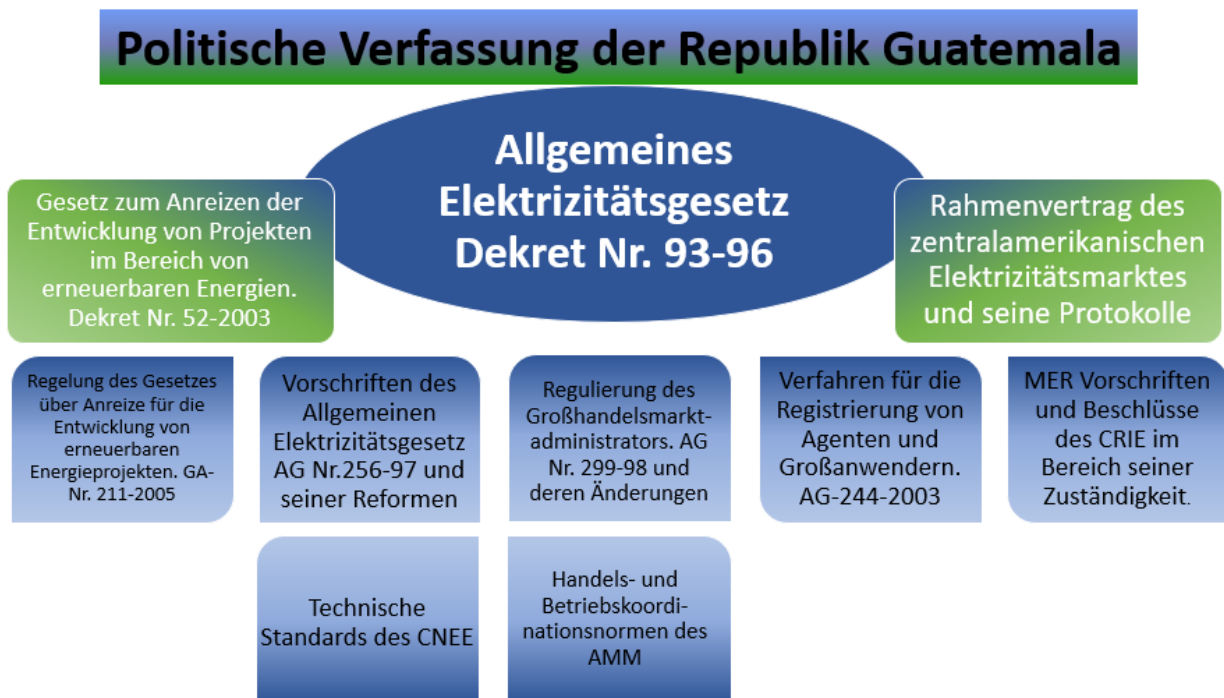 Politische Verfassung der Republik Guatemala
Allgemeines
Elektrizitätsgesetz
Dekret Nr. 93-96
Gesetz zum Anreizen der
Entwicklung von Projekten
im Bereich von
erneuerbaren Energien.
Dekret Nr. 52-2003
Rahmenvertrag des
zentralamerikanischen
Elektrizitätsmarktes
und seine Protokolle
Regelung des Gesetzes
über Anreize für die
Entwicklung von
erneuerbaren
Energieprojekten. GA-
Nr. 211-2005
Vorschriften des
Allgemeinen
Elektrizitätsgesetz
AG Nr.256-97 und
seiner Reformen
Regulierung des
Großhandelsmarkt-
administrators. AG
Nr. 299-98 und
deren Änderungen
Verfahren für die
Registrierung von
Agenten und
Großanwendern.
AG-244-2003
MER Vorschriften
und Beschlüsse
des CRIE im
Bereich seiner
Zuständigkeit.
Technische
Standards des CNEE
Handels- und
Betriebskoordi-
nationsnormen des
AMM